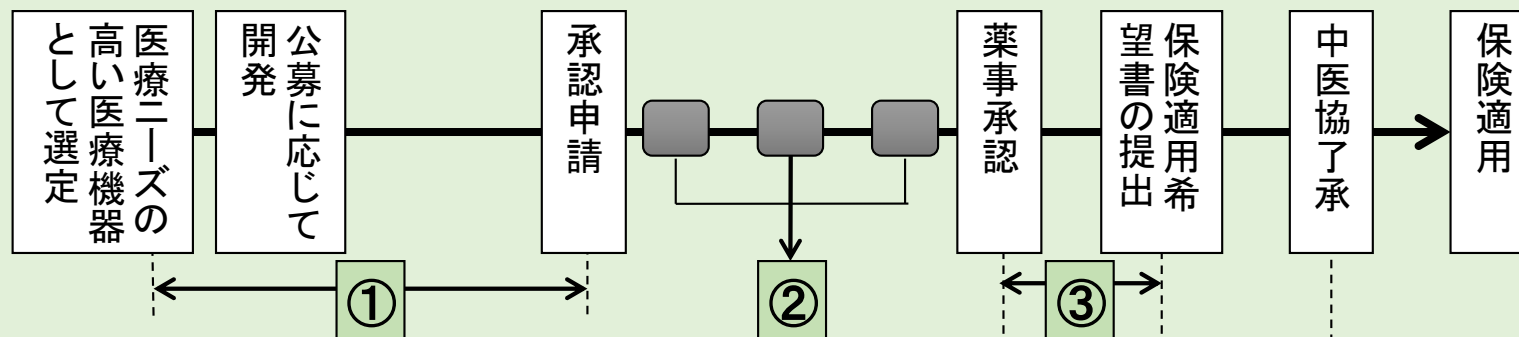 医療ニーズの
高い医療機器
として選定
公募に応じて
開発
承認申請
薬事承認
保険適用希
望書の提出
中医協了承
保険適用
①
②
③